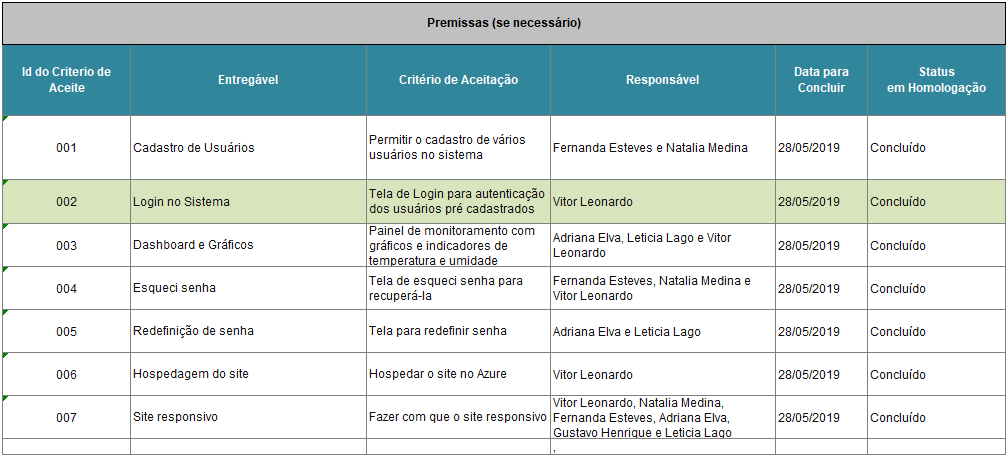 Premissas (se necessário)
Id do Criterio de
Aceite
Entregável
Critério de Aceitação
Responsável
Data para
Concluir
Status
em Homologação
001
Cadastro de Usuários
Permitir o cadastro de vários
usuários no sistema
Fernanda Esteves e Natalia Medina
28/05/2019
Concluído
002
Login no Sistema
Tela de Login para autenticação
dos usuários pré cadastrados
Vitor Leonardo
28/05/2019
Concluído
003
Dashboard e Gráficos
Painel de monitoramento com
gráficos e indicadores de
temperatura e umidade
Adriana Elva, Leticia Lago e Vitor
Leonardo
28/05/2019
Concluído
004
Esqueci senha
Tela de esqueci senha para
recuperá-la
Fernanda Esteves, Natalia Medina e
Vitor Leonardo
28/05/2019
Concluído
005
Redefinição de senha
Tela para redefinir senha
Adriana Elva e Leticia Lago
28/05/2019
Concluído
006
Hospedagem do site
Hospedar o site no Azure
Vitor Leonardo
28/05/2019
Concluído
007
Site responsivo
Fazer com que o site responsivo
Vitor Leonardo, Natalia Medina,
Fernanda Esteves, Adriana Elva,
Gustavo Henrique e Leticia Lago
28/05/2019
Concluído
,